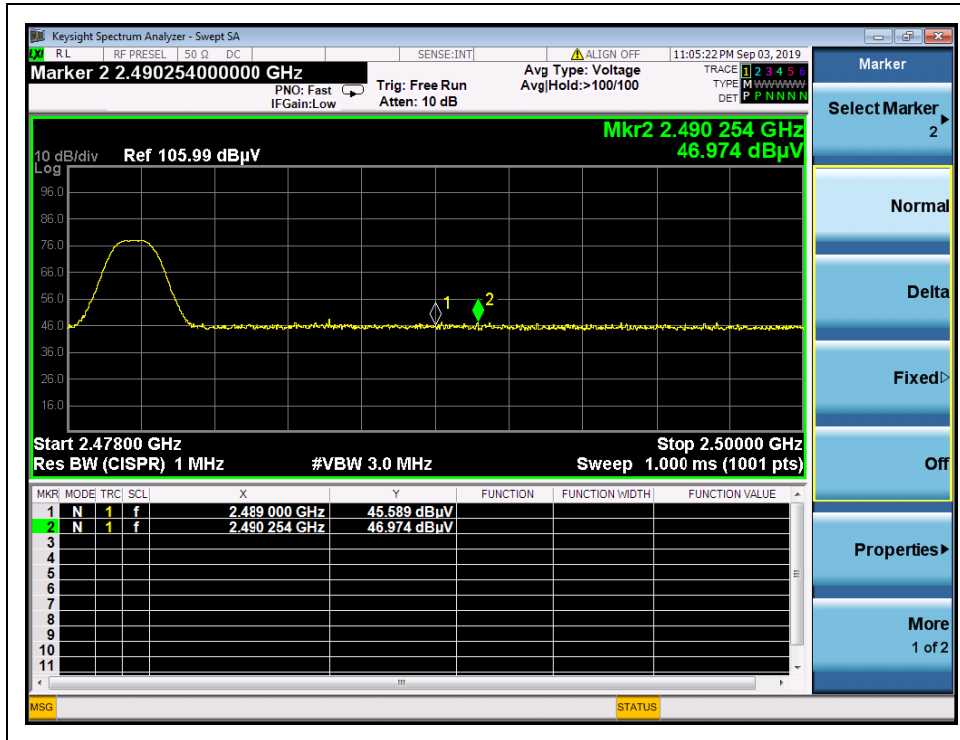 Keysight Spectrum Analyzer - Swept SA
LXI RL RF PRESEL 50 Ω DC SENSE:INT ALIGN OFF 11:05:22 PM Sep 03, 2019
Marker 2 2.490254000000 GHz
PNO: Fast
IFGain:Low
Trig: Free Run
Atten: 10 dB
Avg Type: Voltage
Avg|Hold:>100/100
TRACE 1 2 3 4 5 6
TYPE M WWWWW
DET P P N N N N
Mkr2 2.490 254 GHz
46.974 dBµV
10 dB/div Ref 105.99 dBµV
Log
96.0
86.0
76.0
66.0
56.0
46.0
36.0
26.0
16.0
1
2
Start 2.47800 GHz Stop 2.50000 GHz
Res BW (CISPR) 1 MHz #VBW 3.0 MHz Sweep 1.000 ms (1001 pts)
MKR MODE TRC SCL X Y FUNCTION FUNCTION WIDTH FUNCTION VALUE
1 N 1 f 2.489 000 GHz 45.589 dBµV
2 N 1 f 2.490 254 GHz 46.974 dBµV
3
4
5
6
7
8
9
10
11
MSG STATUS
Marker
Select Marker
2
Normal
Delta
Fixed
Off
Properties
More
1 of 2